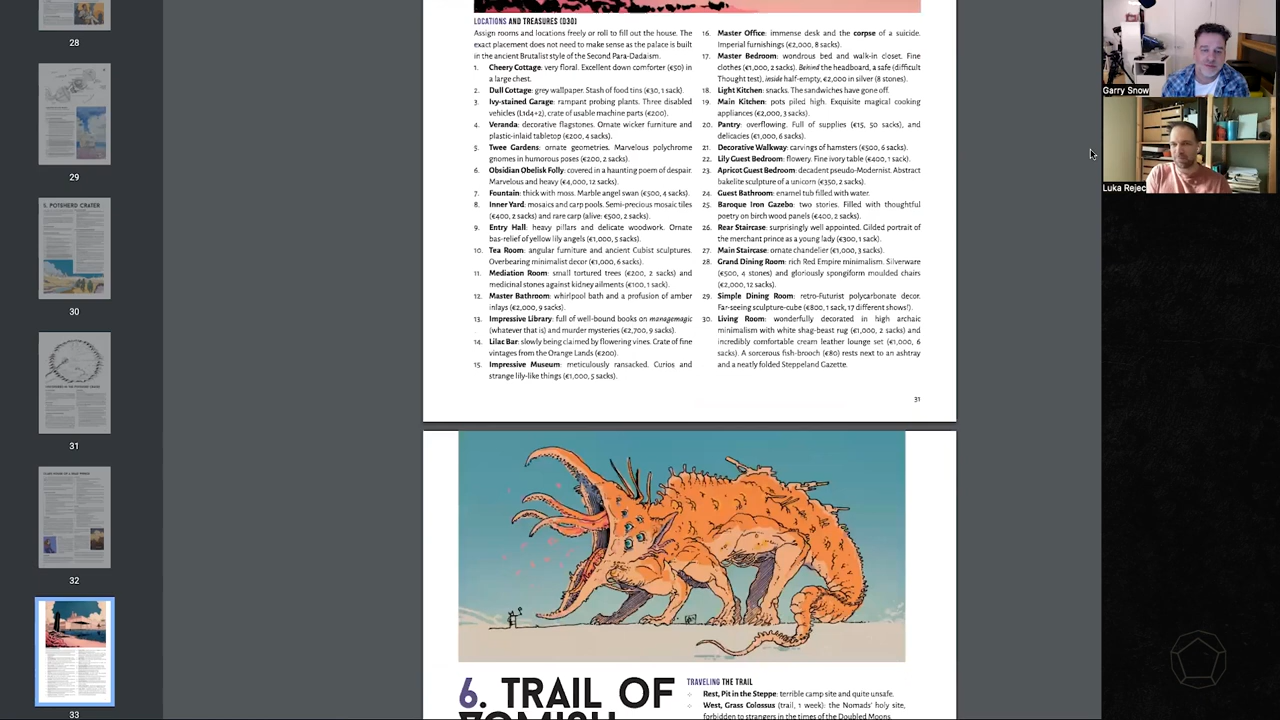 LOCATIONS AND TREASURES (D30)
Assign rooms and locations freely or roll to fill out the house. The
exact placement does not need to make sense as the palace is built
in the ancient Brutalist style of the Second Para-Dadaism.
1. Cheery Cottage: very floral. Excellent down comforter (€50) in
a large chest.
2. Dull Cottage: grey wallpaper. Stash of food tins (€30, 1 sack).
3. Ivy-stained Garage: rampant probing plants. Three disabled
vehicles (L1d4+2), crate of usable machine parts (€200).
4. Veranda: decorative flagstones. Ornate wicker furniture and
plastic-inlaid tabletop (€200, 4 sacks).
5. Twee Gardens: ornate geometries. Marvelous polychrome
gnomes in humorous poses (€200, 2 sacks).
6. Obsidian Obelisk Folly: covered in a haunting poem of despair.
Marvelous and heavy (€4,000, 12 sacks).
7. Fountain: thick with moss. Marble angel swan (€500, 4 sacks).
8. Inner Yard: mosaics and carp pools. Semi-precious mosaic tiles
(€400, 2 sacks) and rare carp (alive: €500, 2 sacks).
9. Entry Hall: heavy pillars and delicate woodwork. Ornate
bas-relief of yellow lily angels (€1,000, 5 sacks).
10. Tea Room: angular furniture and ancient Cubist sculptures.
Overbearing minimalist decor (€1,000, 6 sacks).
11. Mediation Room: small tortured trees (€200, 2 sacks) and
medicinal stones against kidney ailments (€100, 1 sack).
12. Master Bathroom: whirlpool bath and a profusion of amber
inlays (€2,000, 9 sacks).
13. Impressive Library: full of well-bound books on managemagic
(whatever that is) and murder mysteries (€2,700, 9 sacks).
14. Lilac Bar: slowly being claimed by flowering vines. Crate of fine
vintages from the Orange Lands (€200).
15. Impressive Museum: meticulously ransacked. Curios and
strange lily-like things (€1,000, 5 sacks).
16. Master Office: immense desk and the corpse of a suicide.
Imperial furnishings (€2,000, 8 sacks).
17. Master Bedroom: wondrous bed and walk-in closet. Fine
clothes (€1,000, 2 sacks). Behind the headboard, a safe (difficult
Thought test), inside half-empty, €2,000 in silver (8 stones).
18. Light Kitchen: snacks. The sandwiches have gone off.
19. Main Kitchen: pots piled high. Exquisite magical cooking
appliances (€2,000, 3 sacks).
20. Pantry: overflowing. Full of supplies (€15, 50 sacks), and
delicacies (€1,000, 6 sacks).
21. Decorative Walkway: carvings of hamsters (€500, 6 sacks).
22. Lily Guest Bedroom: flowery. Fine ivory table (€400, 1 sack).
23. Apricot Guest Bedroom: decadent pseudo-Modernist. Abstract
bakelite sculpture of a unicorn (€350, 2 sacks).
24. Guest Bathroom: enamel tub filled with water.
25. Baroque Iron Gazebo: two stories. Filled with thoughtful
poetry on birch wood panels (€400, 2 sacks).
26. Rear Staircase: surprisingly well appointed. Gilded portrait of
the merchant prince as a young lady (€300, 1 sack).
27. Main Staircase: ornate chandelier (€1,000, 3 sacks).
28. Grand Dining Room: rich Red Empire minimalism. Silverware
(€500, 4 stones) and gloriously spongiform moulded chairs
(€2,000, 12 sacks).
29. Simple Dining Room: retro-Futurist polycarbonate decor.
Far-seeing sculpture-cube (€800, 1 sack, 17 different shows!).
30. Living Room: wonderfully decorated in high archaic
minimalism with white shag-beast rug (€1,000, 2 sacks) and
incredibly comfortable cream leather lounge set (€1,000, 6
sacks). A sorcerous fish-brooch (€80) rests next to an ashtray
and a neatly folded Steppeland Gazette.
31
6. TRAIL OF
VOMISH
TRAVELING THE TRAIL
Rest, Pit in the Steppe: terrible camp site and quite unsafe.
West, Grass Colossus (trail, 1 week): the Nomads' holy site,
forbidden to strangers in the times of the Doubled Moons.
28
29
5. POTSHERD CRATER
30
31
32
33
Garry Snow
Luka Rejec